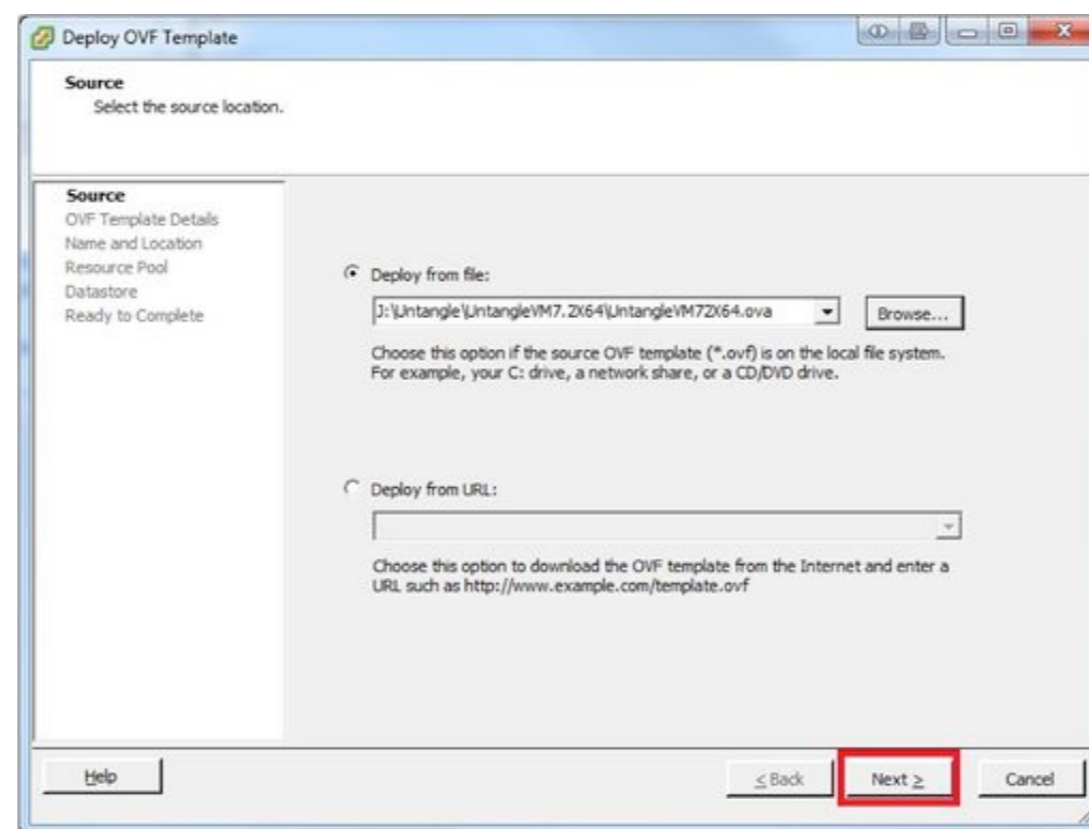 Deploy OVF Template
Source
Select the source location.
Source
OVF Template Details
Name and Location
Resource Pool
Datastore
Ready to Complete
Deploy from file:
J:\Untangle\UntangleVM7.2X64\UntangleVM72X64.ova
Browse...
Choose this option if the source OVF template (*.ovf) is on the local file system.
For example, your C: drive, a network share, or a CD/DVD drive.
Deploy from URL:
Choose this option to download the OVF template from the Internet and enter a
URL such as http://www.example.com/template.ovf
Help
≤ Back
Next ≥
Cancel